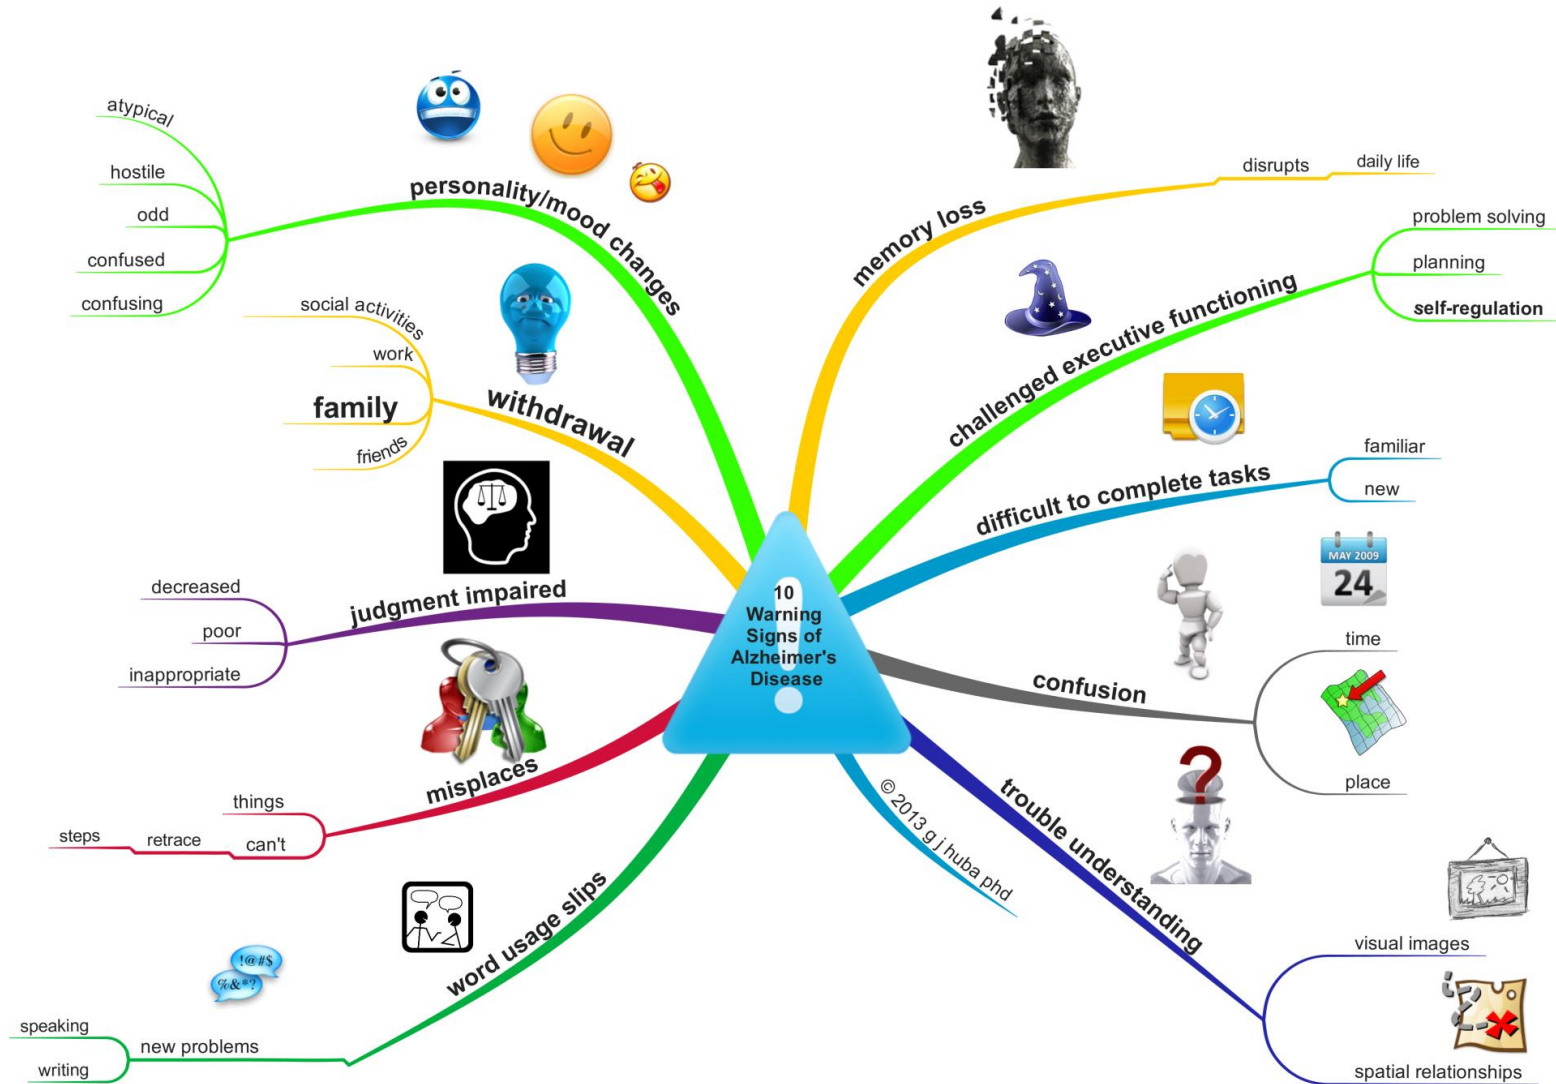 10
Warning
Signs of
Alzheimer's
Disease
memory loss
disrupts
daily life
challenged executive functioning
problem solving
planning
self-regulation
difficult to complete tasks
familiar
new
MAY 2009
24
confusion
time
place
?
trouble understanding
visual images
spatial relationships
© 2013 g j huba phd
word usage slips
new problems
speaking
writing
!@#$
%&*?
misplaces
things
can't
retrace
steps
judgment impaired
decreased
poor
inappropriate
withdrawal
social activities
work
family
friends
personality/mood changes
atypical
hostile
odd
confused
confusing